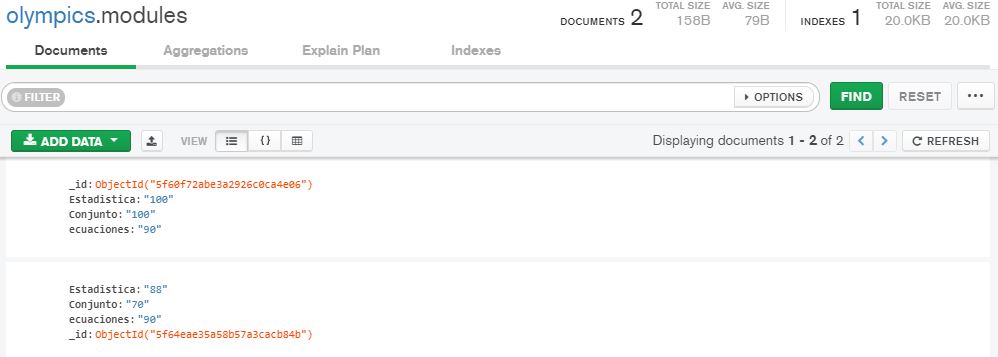 olympics.modules
DOCUMENTS 2 TOTAL SIZE 158B AVG. SIZE 79B INDEXES 1 TOTAL SIZE 20.0KB AVG. SIZE 20.0KB
Documents Aggregations Explain Plan Indexes
FILTER OPTIONS FIND RESET ...
ADD DATA VIEW { } Displaying documents 1 - 2 of 2 < > REFRESH
_id: ObjectId("5f60f72abe3a2926c0ca4e06")
Estadistica: "100"
Conjunto: "100"
ecuaciones: "90"
Estadistica: "88"
Conjunto: "70"
ecuaciones: "90"
_id: ObjectId("5f64eae35a58b57a3cacb84b")